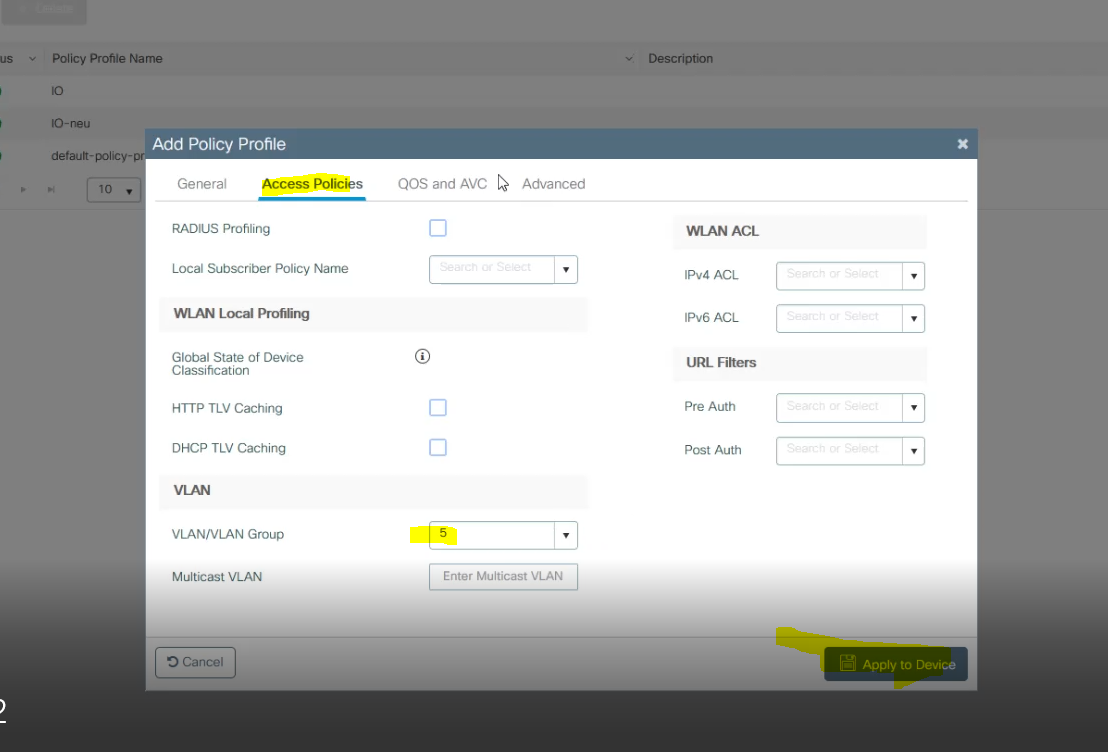 us Policy Profile Name Description
IO
IO-neu
default-policy-pr
10
Add Policy Profile
General Access Policies QOS and AVC Advanced
RADIUS Profiling
Local Subscriber Policy Name Search or Select
WLAN Local Profiling
Global State of Device
Classification
HTTP TLV Caching
DHCP TLV Caching
VLAN
VLAN/VLAN Group 5
Multicast VLAN Enter Multicast VLAN
WLAN ACL
IPv4 ACL Search or Select
IPv6 ACL Search or Select
URL Filters
Pre Auth Search or Select
Post Auth Search or Select
Cancel Apply to Device